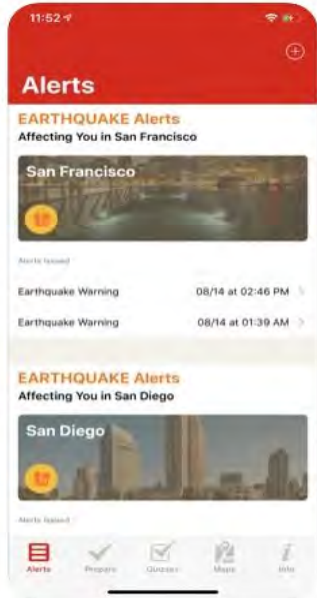 11:52
Alerts
EARTHQUAKE Alerts
Affecting You in San Francisco
San Francisco
Alerts Issued
Earthquake Warning 08/14 at 02:46 PM
Earthquake Warning 08/14 at 01:39 AM
EARTHQUAKE Alerts
Affecting You in San Diego
San Diego
Alerts Issued
Alerts Prepare Quizzes Maps Info